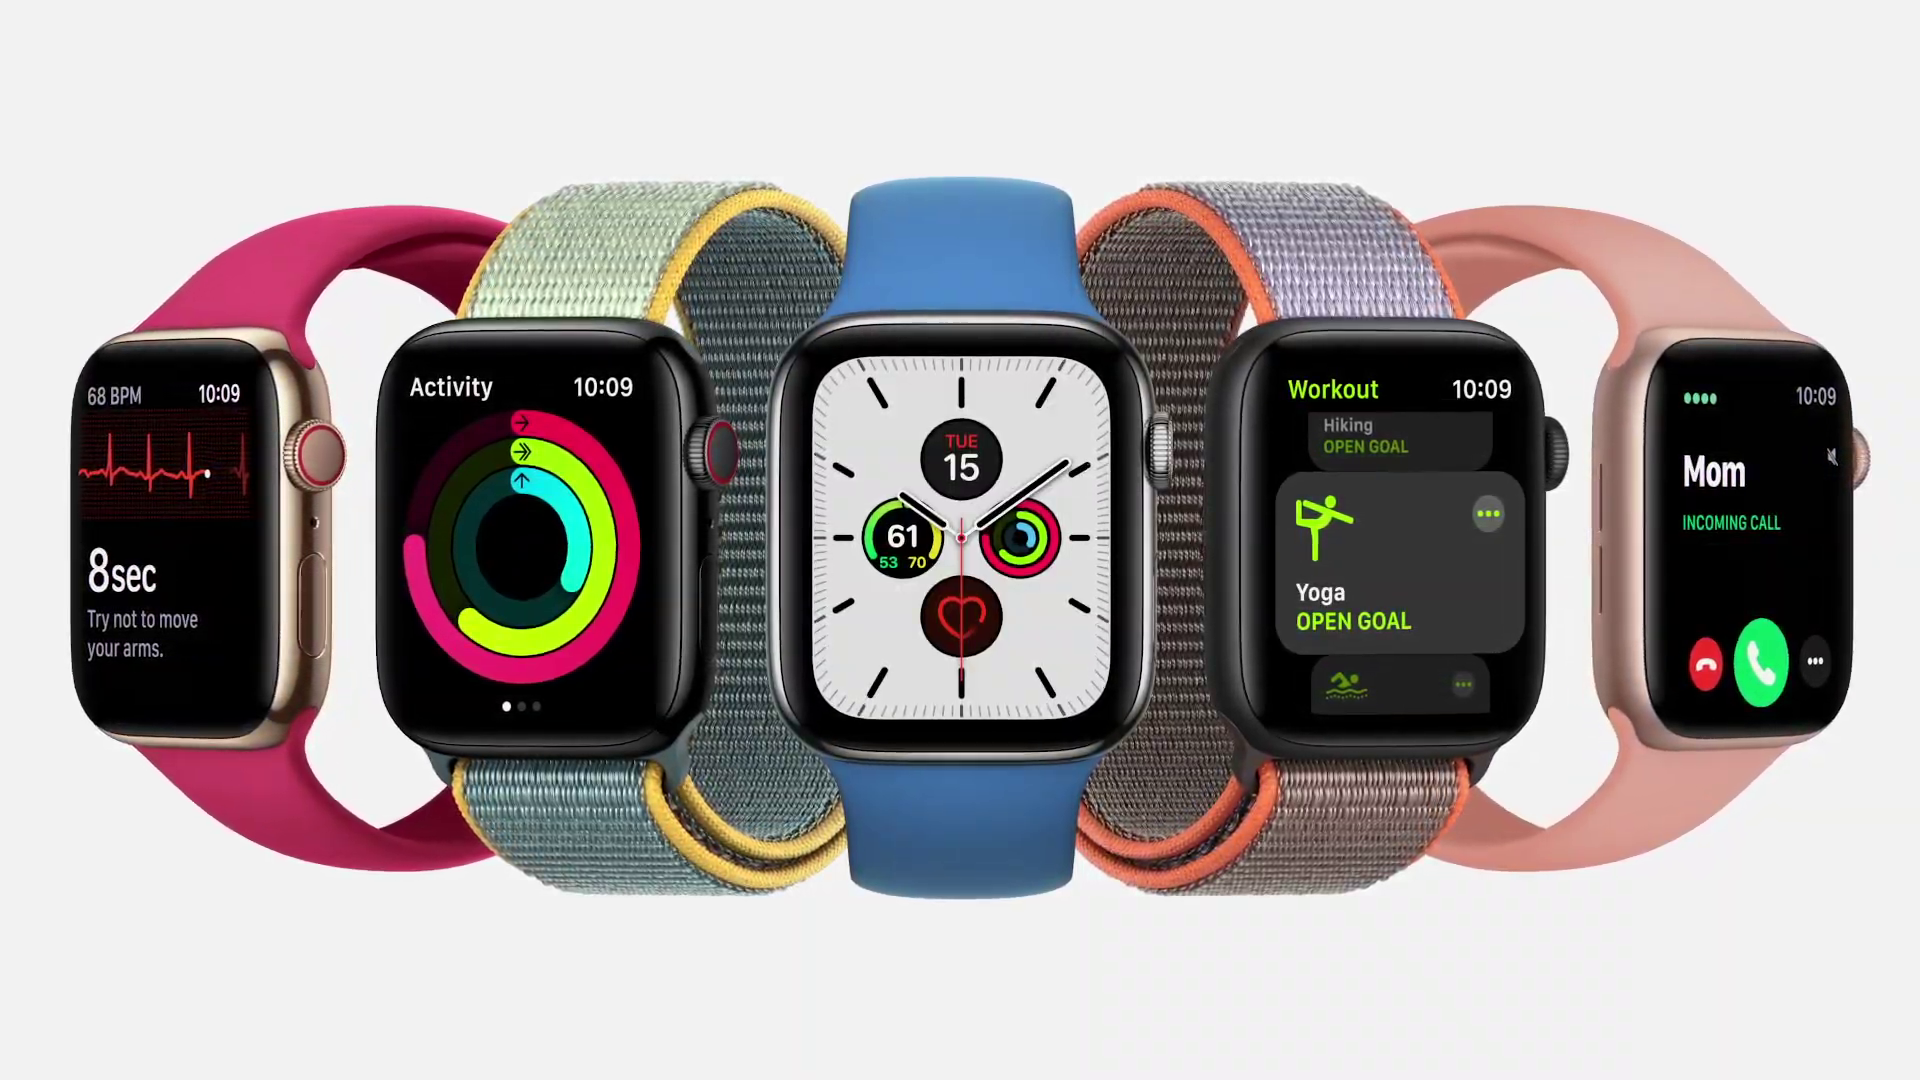 68 BPM 10:09
8sec
Try not to move
your arms.
Activity 10:09
TUE
15
61
53 70
Workout 10:09
Hiking
OPEN GOAL
Yoga
OPEN GOAL
10:09
Mom
INCOMING CALL